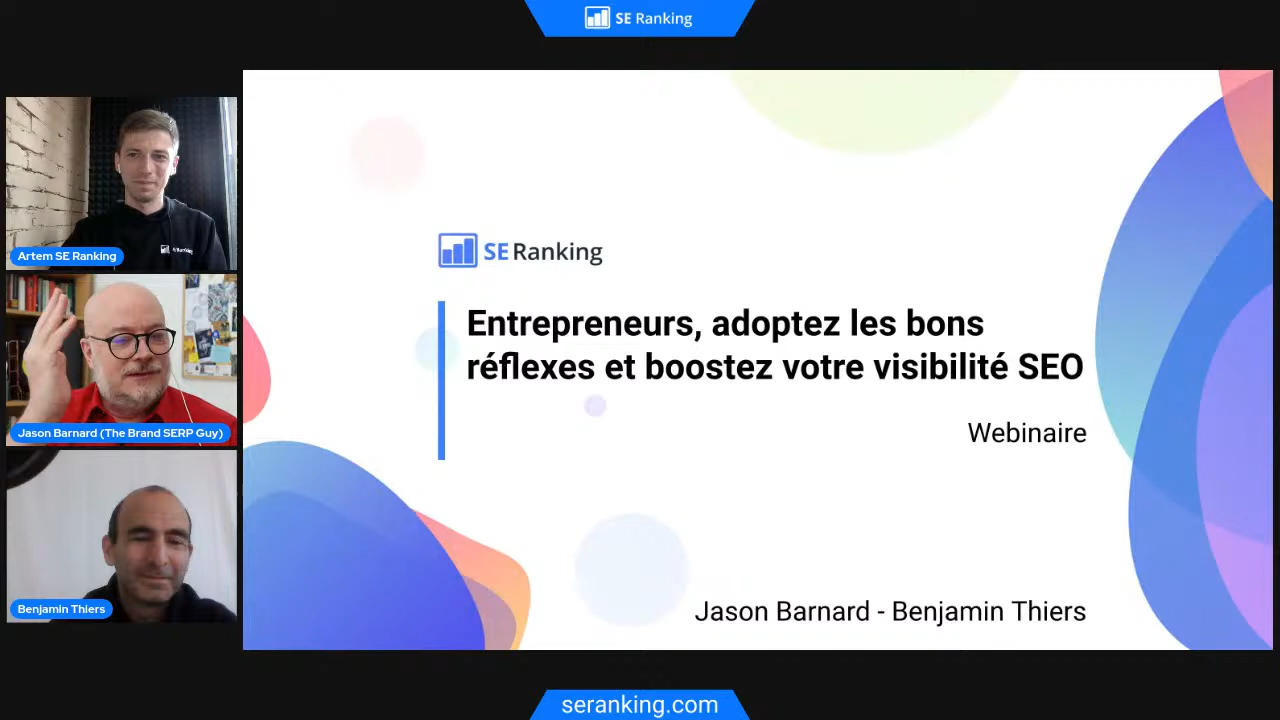 SE Ranking
Artem SE Ranking
Jason Barnard (The Brand SERP Guy)
Benjamin Thiers
SE Ranking
Entrepreneurs, adoptez les bons
réflexes et boostez votre visibilité SEO
Webinaire
Jason Barnard - Benjamin Thiers
seranking.com